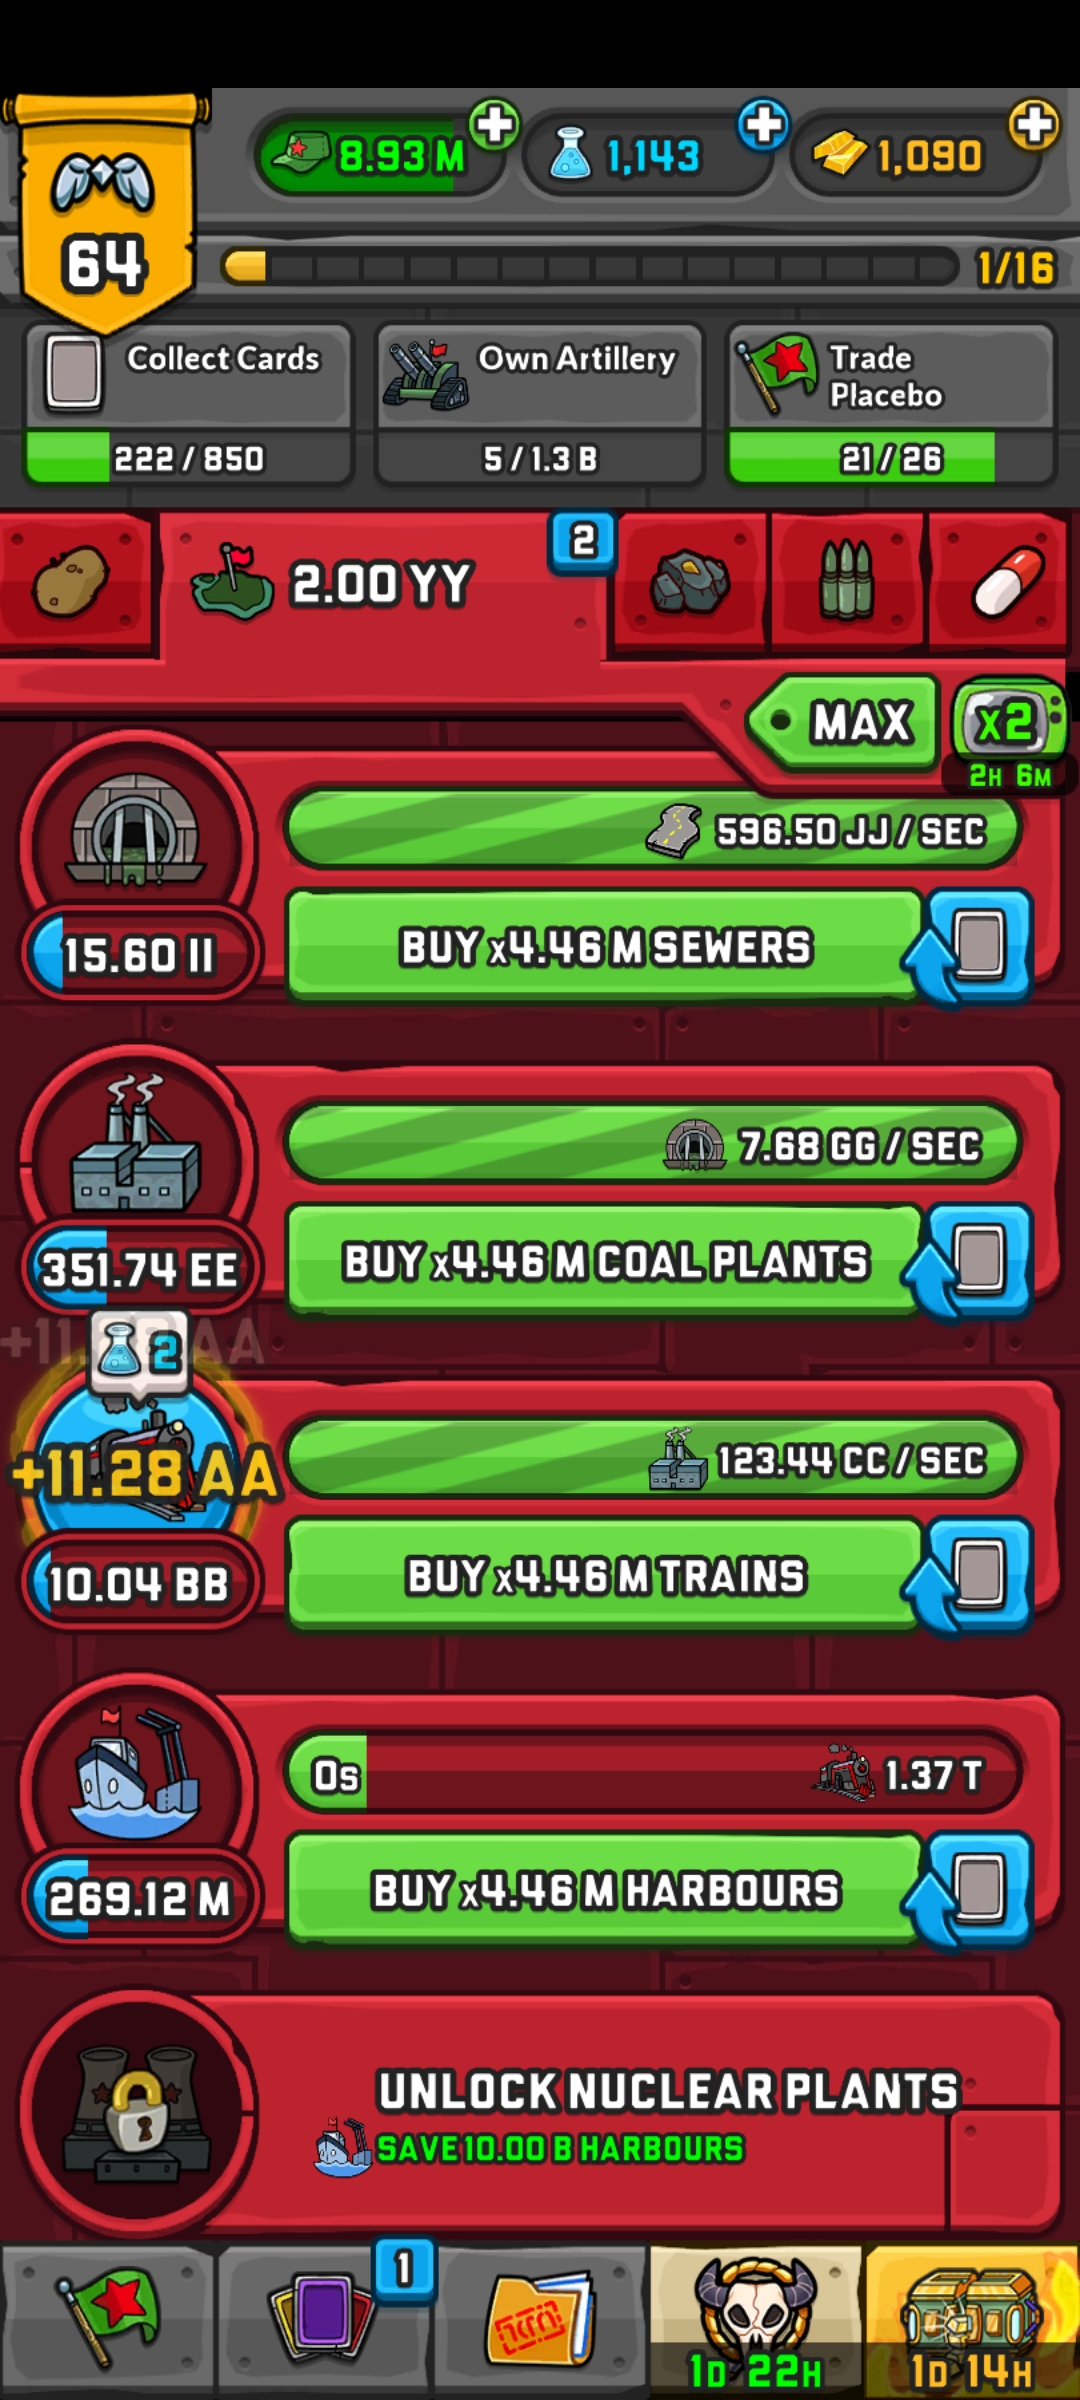 64
8.93 M
1,143
1,090
1/16
Collect Cards
222 / 850
Own Artillery
5 / 1.3 B
Trade
Placebo
21 / 26
2.00 YY
2
MAX
x2
2H 6M
596.50 JJ / SEC
15.60 II
BUY x4.46 M SEWERS
7.68 GG / SEC
351.74 EE
BUY x4.46 M COAL PLANTS
2
+11.28 AA
123.44 CC / SEC
10.04 BB
BUY x4.46 M TRAINS
0s
1.37 T
269.12 M
BUY x4.46 M HARBOURS
UNLOCK NUCLEAR PLANTS
SAVE 10.00 B HARBOURS
1
1D 22H
1D 14H